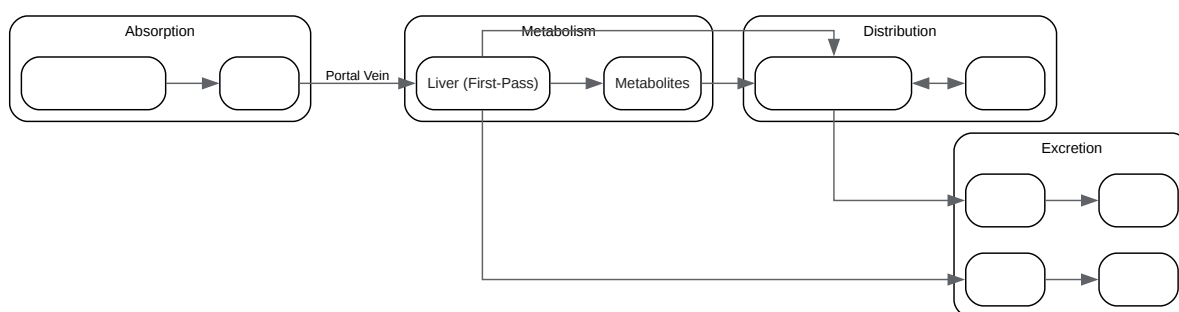 Absorption
Metabolism
Distribution
Portal Vein
Liver (First-Pass)
Metabolites
Excretion